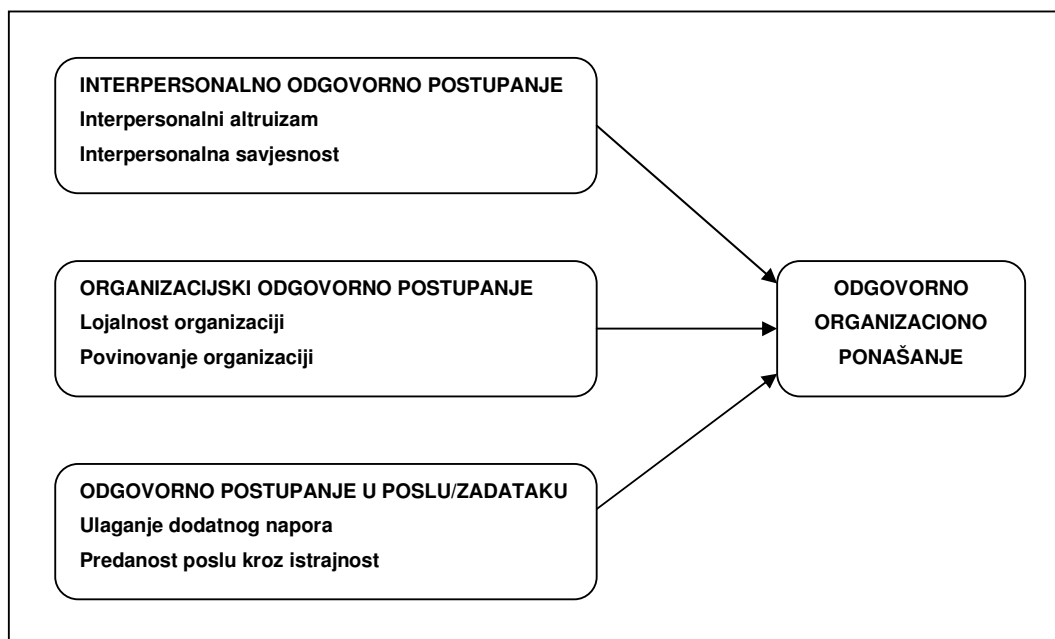 INTERPERSONALNO ODGOVORNO POSTUPANJE
Interpersonalni altruizam
Interpersonalna savjesnost
ORGANIZACIJSKI ODGOVORNO POSTUPANJE
Lojalnost organizaciji
Povinovanje organizaciji
ODGOVORNO POSTUPANJE U POSLU/ZADATAKU
Ulaganje dodatnog napora
Predanost poslu kroz istrajnost
ODGOVORNO
ORGANIZACIONO
PONAŠANJE